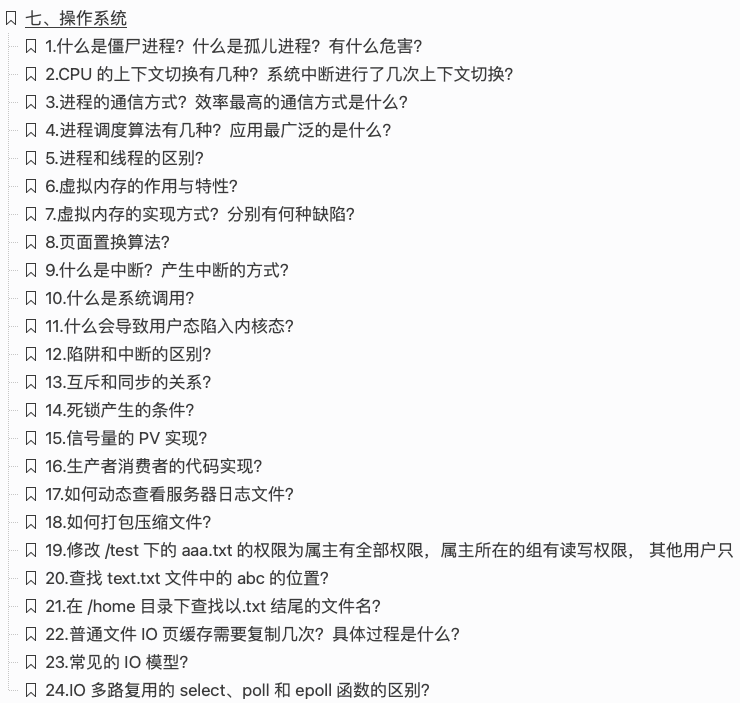 七、操作系统
1.什么是僵尸进程？什么是孤儿进程？有什么危害？
2.CPU 的上下文切换有几种？系统中断进行了几次上下文切换？
3.进程的通信方式？效率最高的通信方式是什么？
4.进程调度算法有几种？应用最广泛的是什么？
5.进程和线程的区别？
6.虚拟内存的作用与特性？
7.虚拟内存的实现方式？分别有何种缺陷？
8.页面置换算法？
9.什么是中断？产生中断的方式？
10.什么是系统调用？
11.什么会导致用户态陷入内核态？
12.陷阱和中断的区别？
13.互斥和同步的关系？
14.死锁产生的条件？
15.信号量的 PV 实现？
16.生产者消费者的代码实现？
17.如何动态查看服务器日志文件？
18.如何打包压缩文件？
19.修改 /test 下的 aaa.txt 的权限为属主有全部权限，属主所在的组有读写权限， 其他用户只
20.查找 text.txt 文件中的 abc 的位置？
21.在 /home 目录下查找以.txt 结尾的文件名？
22.普通文件 IO 页缓存需要复制几次？具体过程是什么？
23.常见的 IO 模型？
24.IO 多路复用的 select、poll 和 epoll 函数的区别？